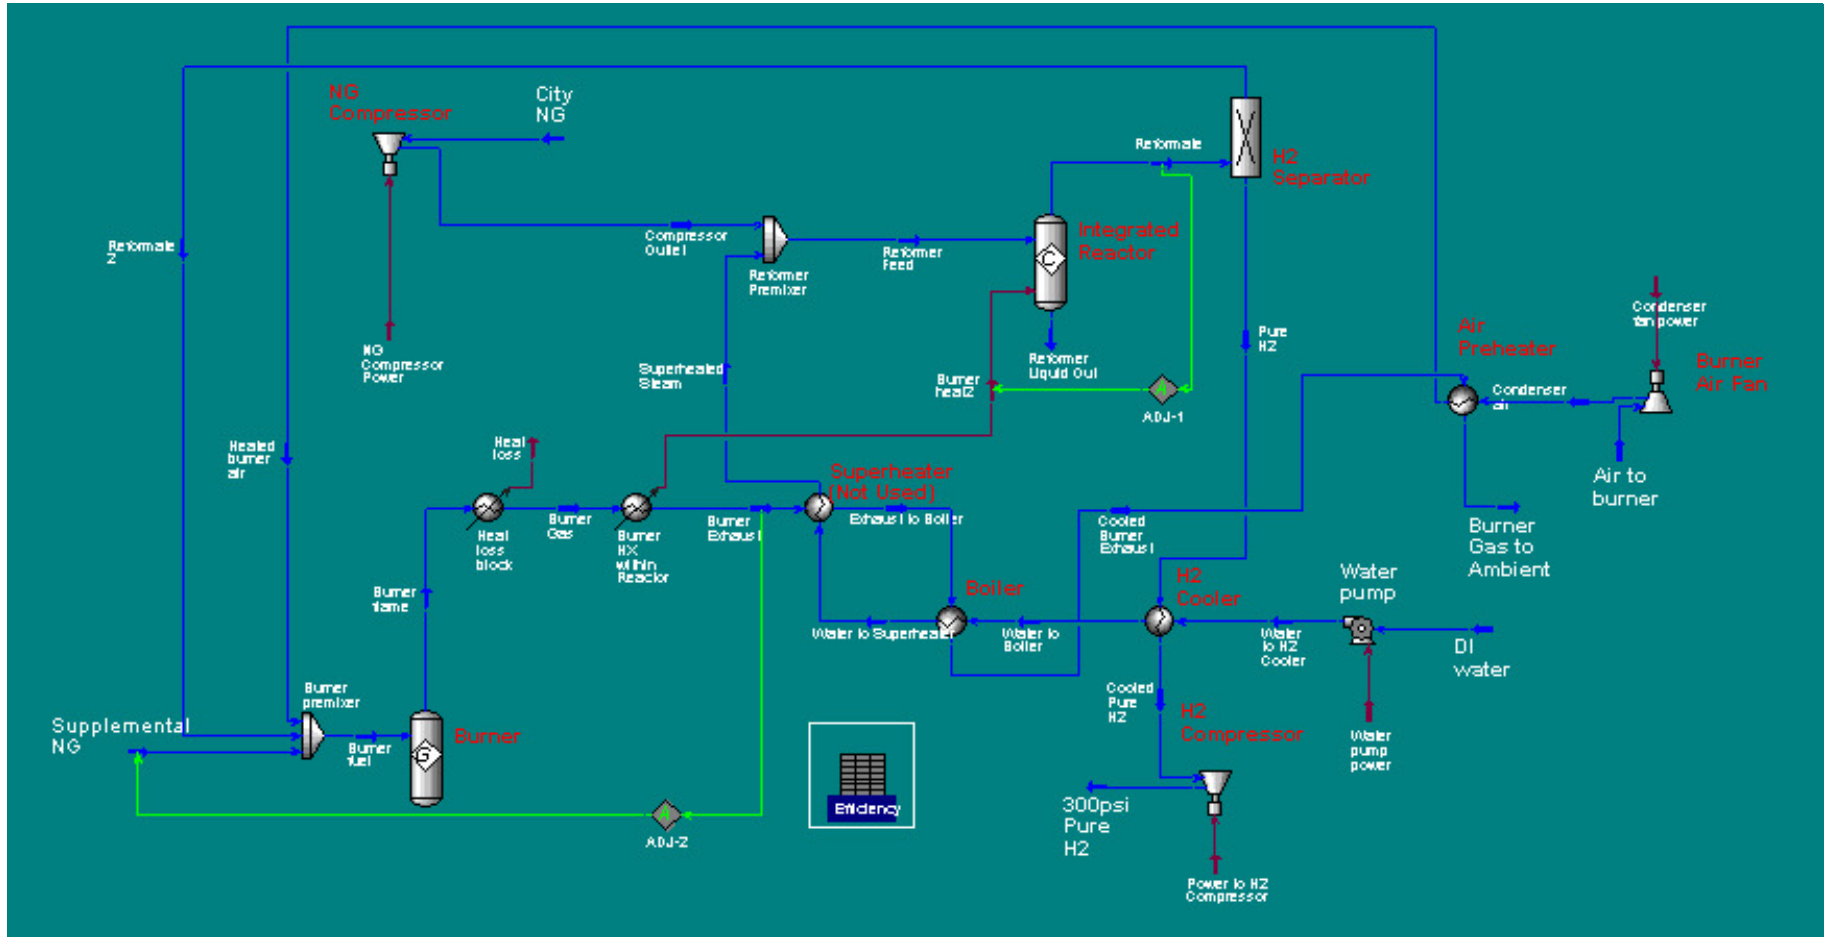 NG
Compressor
City
NG
Reformate
H2
Separator
Reformate
2
Compressor
Outlet
Reformer
Premixer
Reformer
Feed
Integrated
Reactor
C
Condenser
fan power
Air
Preheater
Burner
Air Fan
Pure
H2
NG
Compressor
Power
Superheated
Steam
Reformer
Liquid Out
Burner
heat2
A
ADJ-1
Condenser
air
Heated
burner
air
Heat
loss
Superheater
(Not Used)
Air to
burner
Heat
loss
block
Burner
Gas
Burner
HX
within
Reactor
Burner
Exhaust
Exhaust to Boiler
Cooled
Burner
Exhaust
Burner
Gas to
Ambient
Burner
flame
Boiler
H2
Cooler
Water
pump
Water to Superheater
Water to
Boiler
Water
to H2
Cooler
DI
water
Burner
premixer
Cooled
Pure
H2
H2
Compressor
Supplemental
NG
Burner
fuel
G
Burner
Water
pump
power
Efficiency
300psi
Pure
H2
A
ADJ-2
Power to H2
Compressor